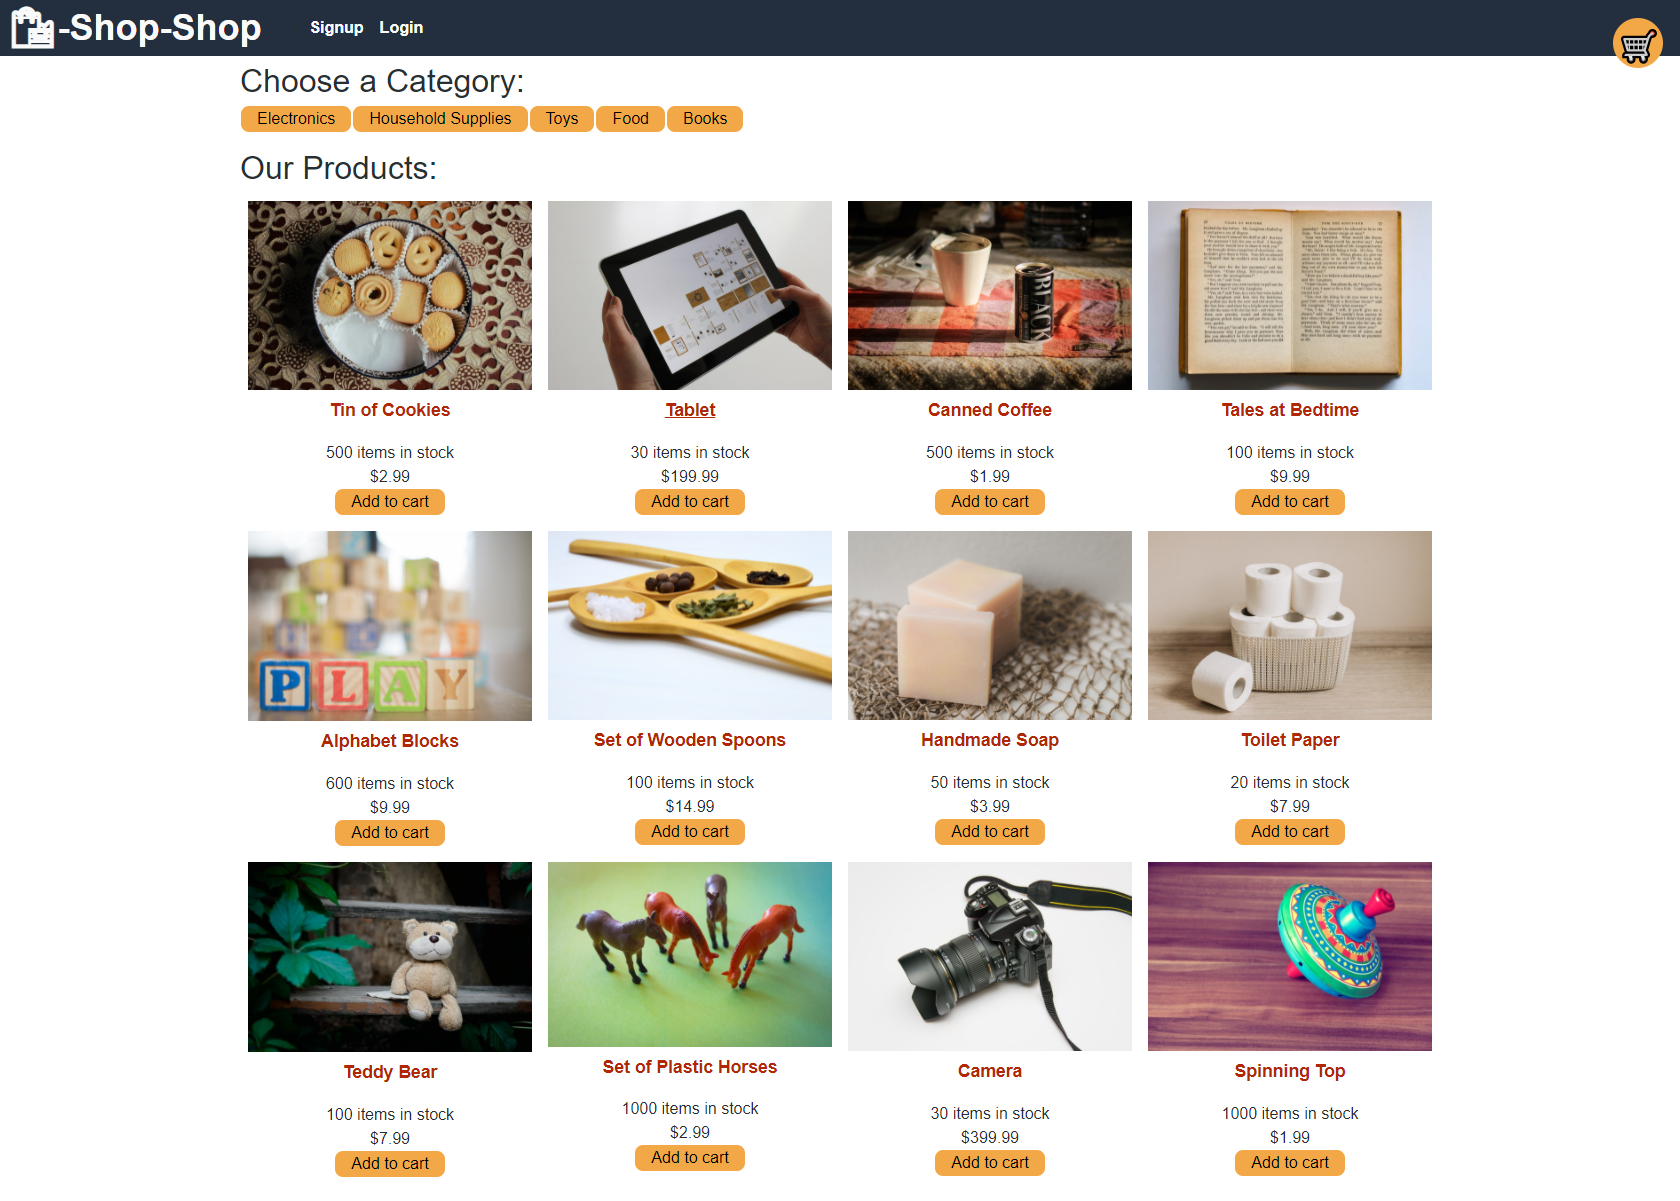 -Shop-Shop
Signup Login
Choose a Category:
Electronics Household Supplies Toys Food Books
Our Products:
BLACK
Tin of Cookies
500 items in stock
$2.99
Add to cart
Tablet
30 items in stock
$199.99
Add to cart
Canned Coffee
500 items in stock
$1.99
Add to cart
Tales at Bedtime
100 items in stock
$9.99
Add to cart
PLAY
Alphabet Blocks
600 items in stock
$9.99
Add to cart
Set of Wooden Spoons
100 items in stock
$14.99
Add to cart
Handmade Soap
50 items in stock
$3.99
Add to cart
Toilet Paper
20 items in stock
$7.99
Add to cart
Teddy Bear
100 items in stock
$7.99
Add to cart
Set of Plastic Horses
1000 items in stock
$2.99
Add to cart
Camera
30 items in stock
$399.99
Add to cart
Spinning Top
1000 items in stock
$1.99
Add to cart